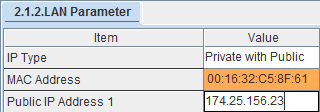 2.1.2.LAN Parameter
Item Value
IP Type Private with Public
MAC Address 00:16:32:C5:8F:61
Public IP Address 1 174.25.156.23